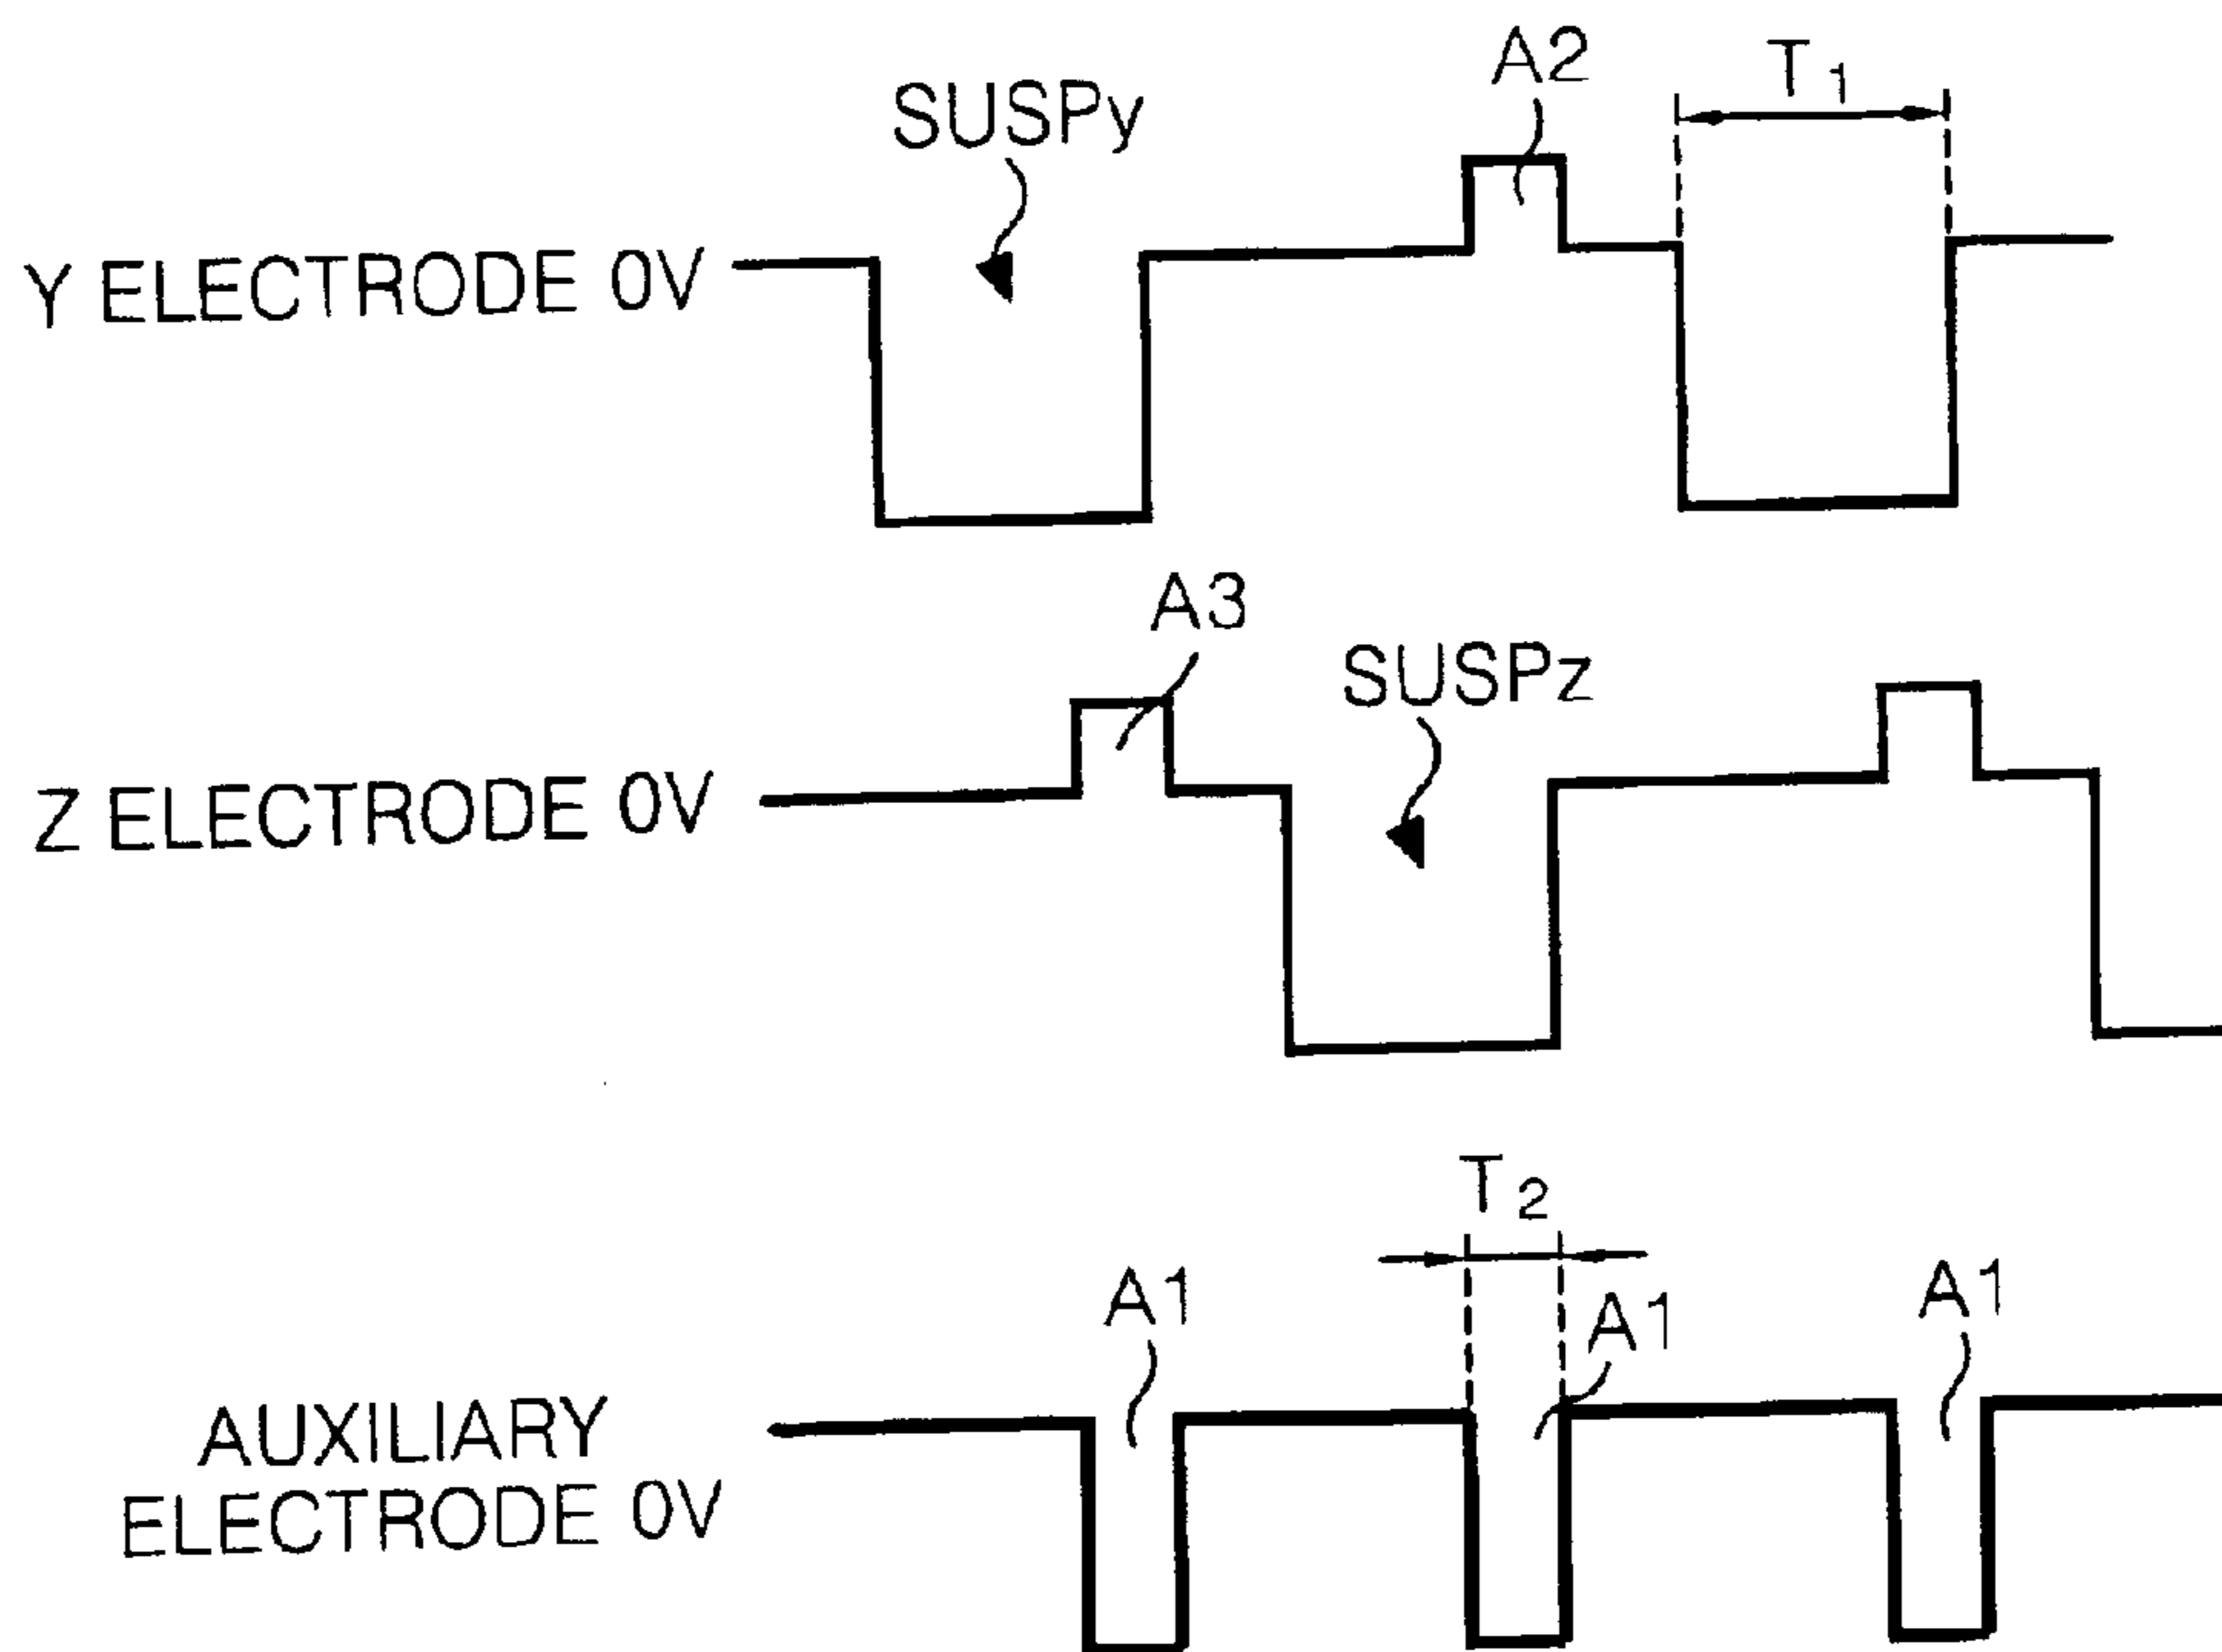 A2
T1
SUSPy
Y ELECTRODE 0V
A3
SUSPz
Z ELECTRODE 0V
T2
A1
A1
A1
AUXILIARY
ELECTRODE 0V